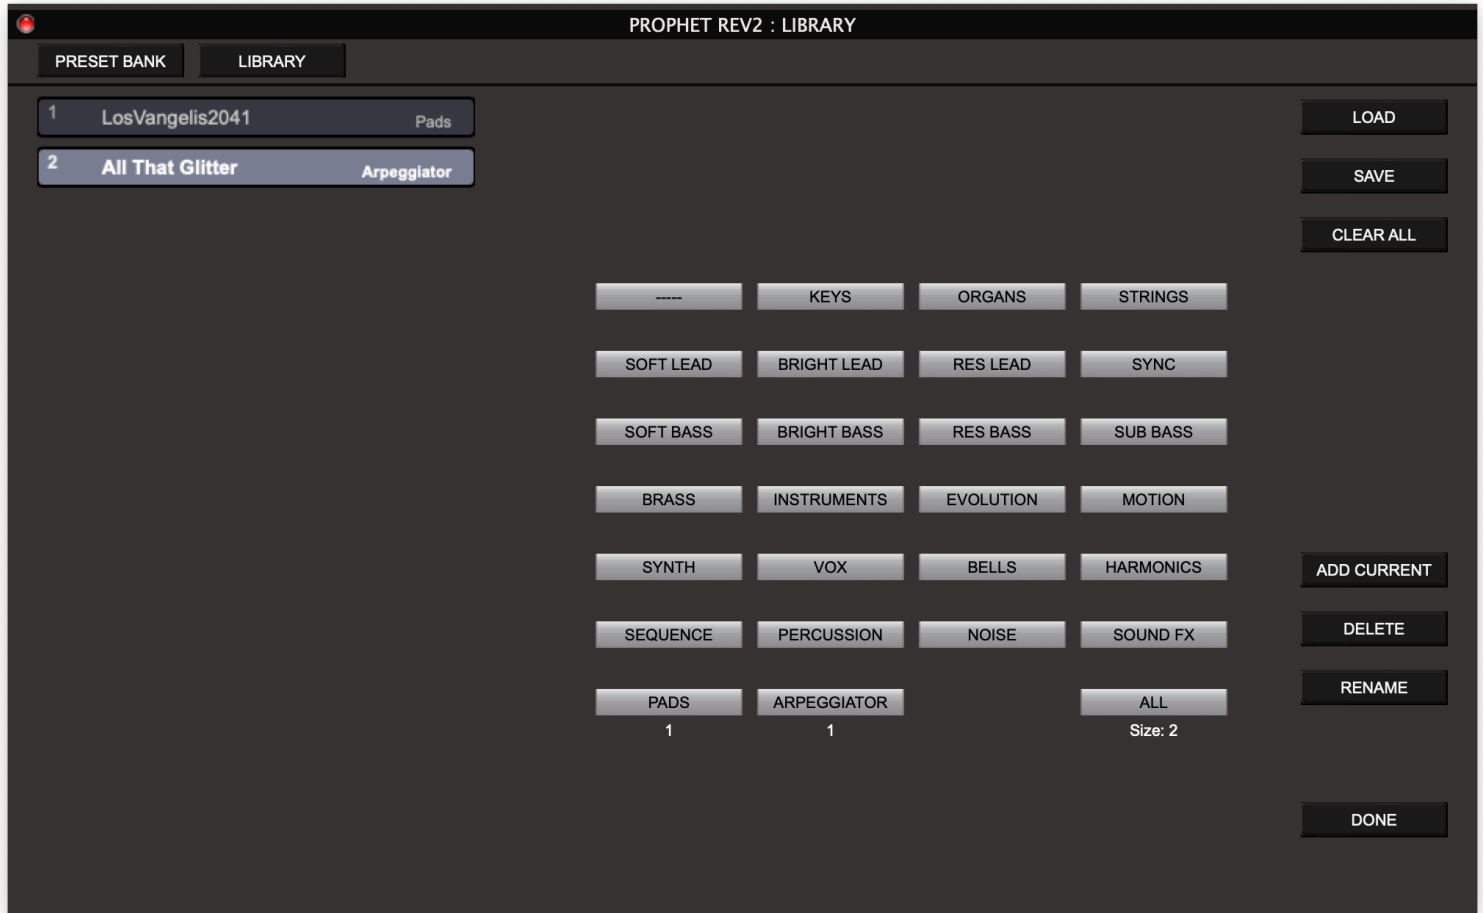 PROPHET REV2 : LIBRARY
PRESET BANK LIBRARY
1 LosVangelis2041 Pads
2 All That Glitter Arpeggiator
LOAD
SAVE
CLEAR ALL
----- KEYS ORGANS STRINGS
SOFT LEAD BRIGHT LEAD RES LEAD SYNC
SOFT BASS BRIGHT BASS RES BASS SUB BASS
BRASS INSTRUMENTS EVOLUTION MOTION
SYNTH VOX BELLS HARMONICS
SEQUENCE PERCUSSION NOISE SOUND FX
PADS ARPEGGIATOR ALL
1 1 Size: 2
ADD CURRENT
DELETE
RENAME
DONE